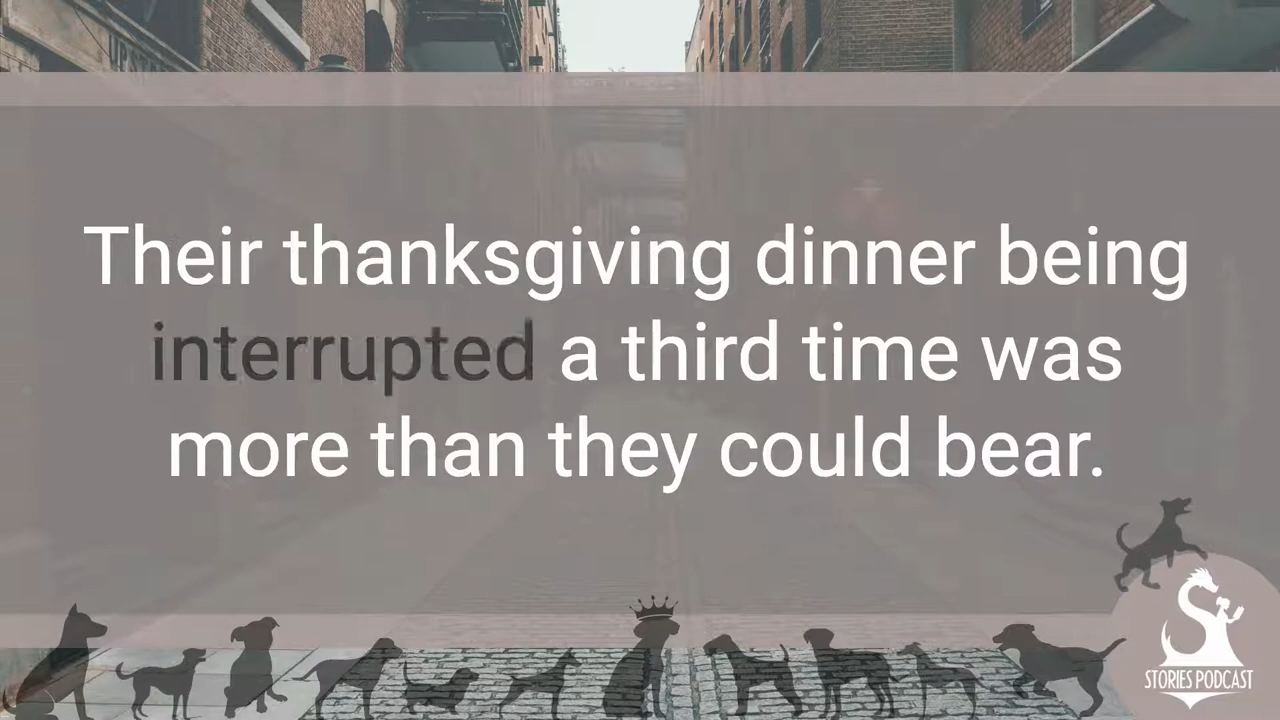 Their thanksgiving dinner being
interrupted a third time was
more than they could bear.
STORIES PODCAST